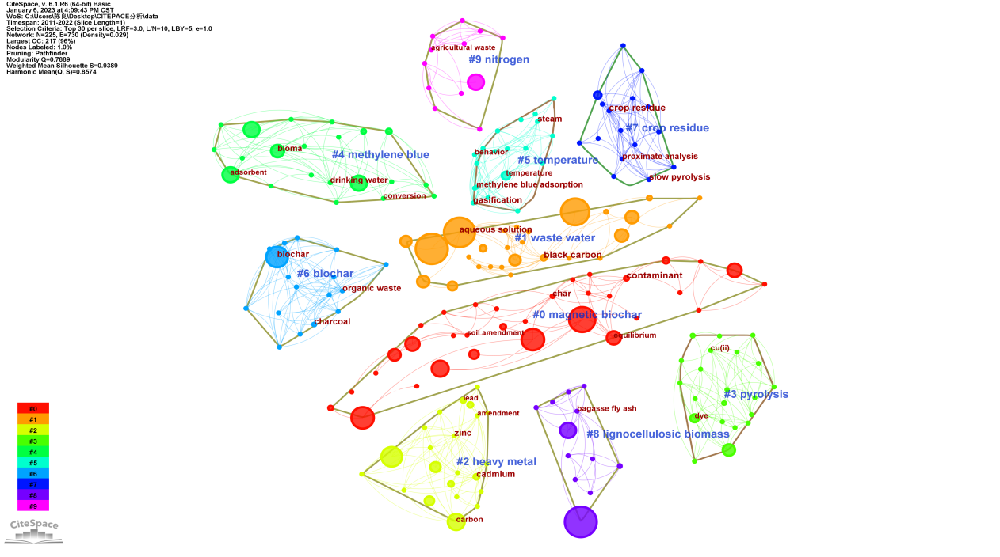 CiteSpace, v. 6.1.R6 (64-bit) Basic
January 6, 2023 at 4:09:43 PM CST
WoS: C:\Users\陈良\Desktop\CITEPACE分析\data
Timespan: 2011-2022 (Slice Length=1)
Selection Criteria: Top 30 per slice, LRF=3.0, L/N=10, LBY=5, e=1.0
Network: N=225, E=730 (Density=0.029)
Largest CC: 217 (96%)
Nodes Labeled: 1.0%
Pruning: Pathfinder
Modularity Q=0.7889
Weighted Mean Silhouette S=0.9389
Harmonic Mean(Q, S)=0.8574
agricultural waste
#9 nitrogen
crop residue
#7 crop residue
proximate analysis
slow pyrolysis
steam
behavior
#5 temperature
temperature
methylene blue adsorption
gasification
bioma
#4 methylene blue
adsorbent
drinking water
conversion
aqueous solution
#1 waste water
black carbon
biochar
#6 biochar
organic waste
charcoal
contaminant
char
#0 magnetic biochar
soil amendment
equilibrium
cu(ii)
#3 pyrolysis
dye
lead
amendment
zinc
#2 heavy metal
cadmium
carbon
bagasse fly ash
#8 lignocellulosic biomass
#0
#1
#2
#3
#4
#5
#6
#7
#8
#9
CiteSpace